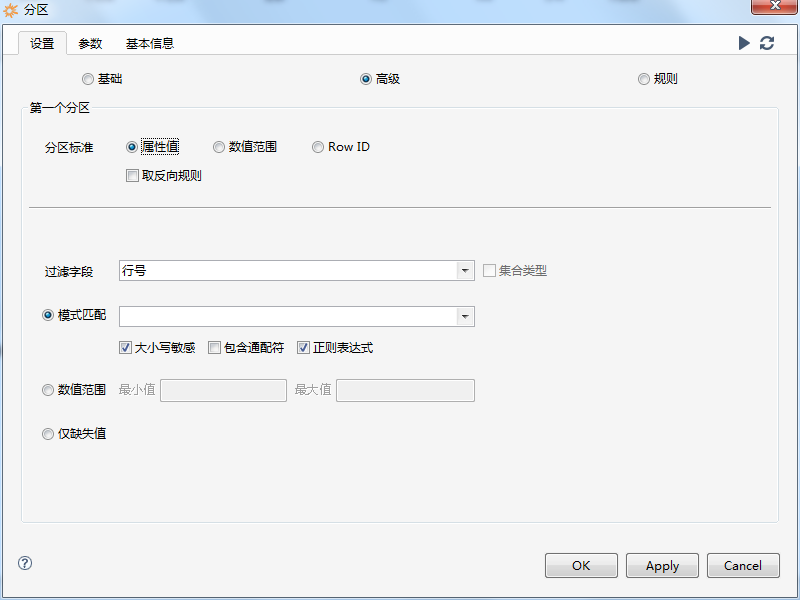 分区
设置 参数 基本信息
基础 高级 规则
第一个分区
分区标准 属性值 数值范围 Row ID
取反向规则
过滤字段 行号 集合类型
模式匹配
大小写敏感 包含通配符 正则表达式
数值范围 最小值 最大值
仅缺失值
? OK Apply Cancel